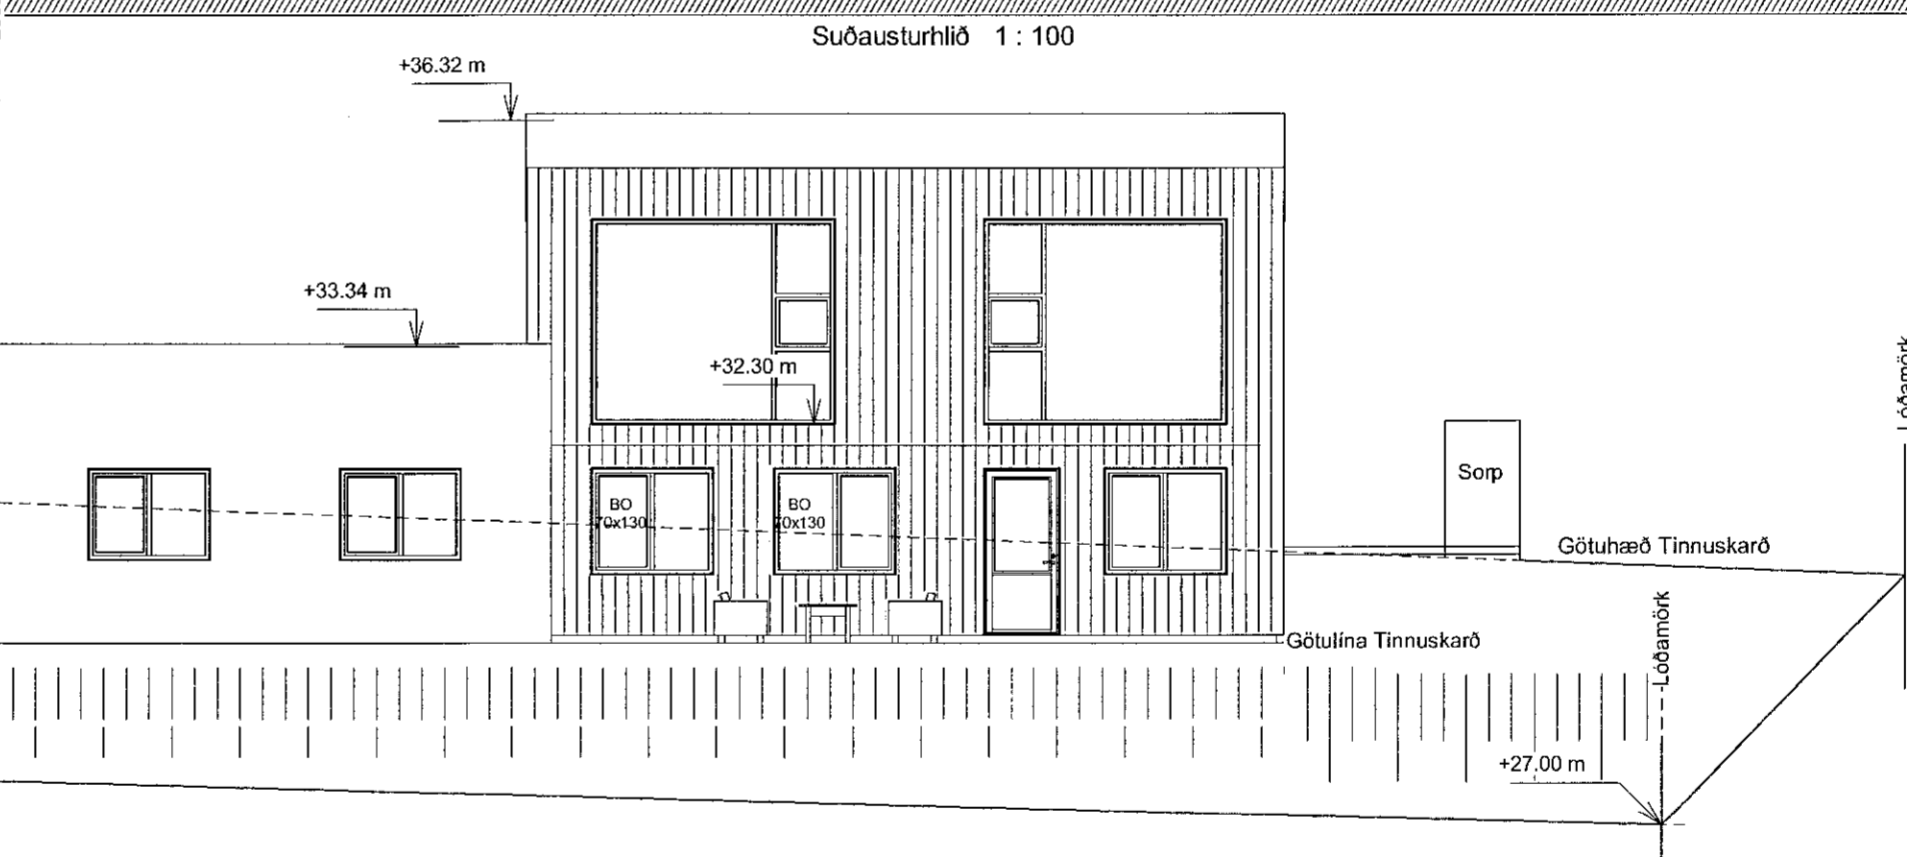 Suðausturhlið 1 : 100
+36.32 m
+33.34 m
+32.30 m
Lóðamörk
Sorp
BO
70x130
BO
70x130
Götuhæð Tinnuskarð
Götulína Tinnuskarð
Lóðamörk
+27.00 m